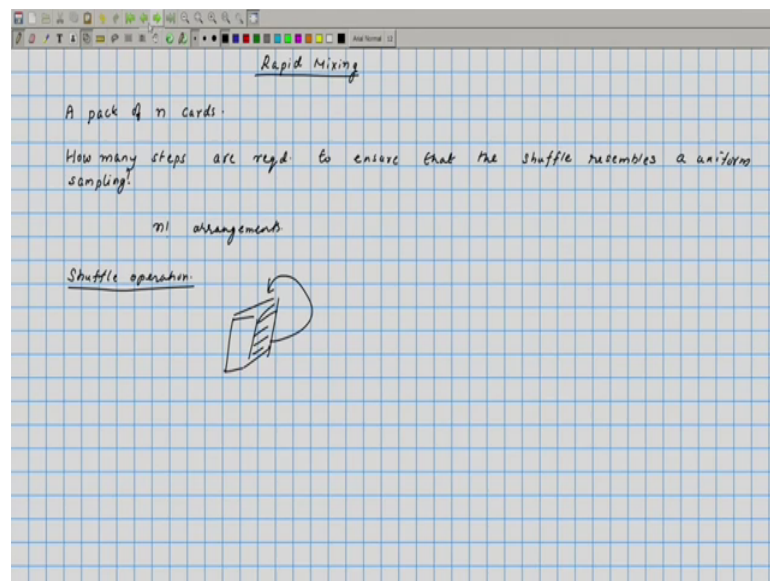 Rapid Mixing
A pack of n cards.
How many steps are reqd. to ensure that the shuffle resembles a uniform
sampling?
n! arrangements.
Shuffle operation.